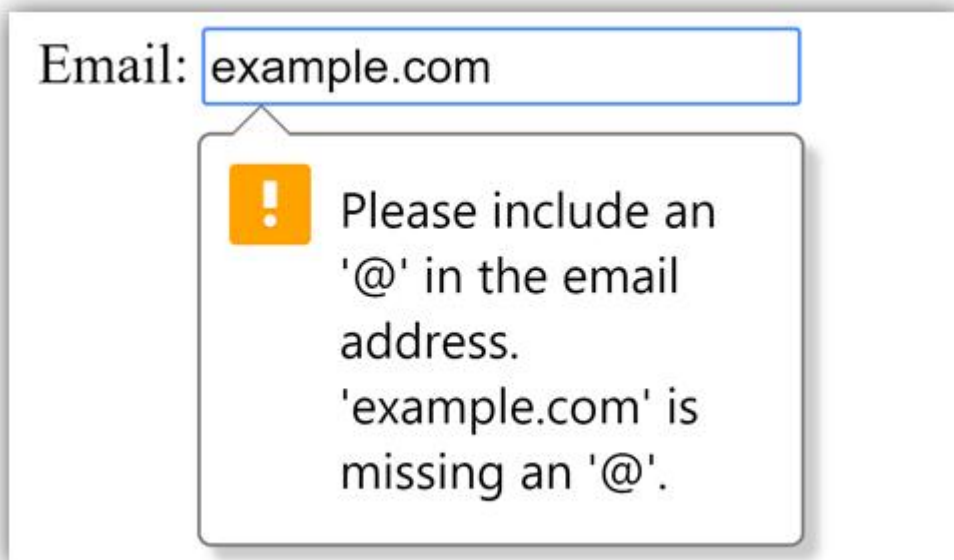 Email: example.com
Please include an
'@' in the email
address.
'example.com' is
missing an '@'.